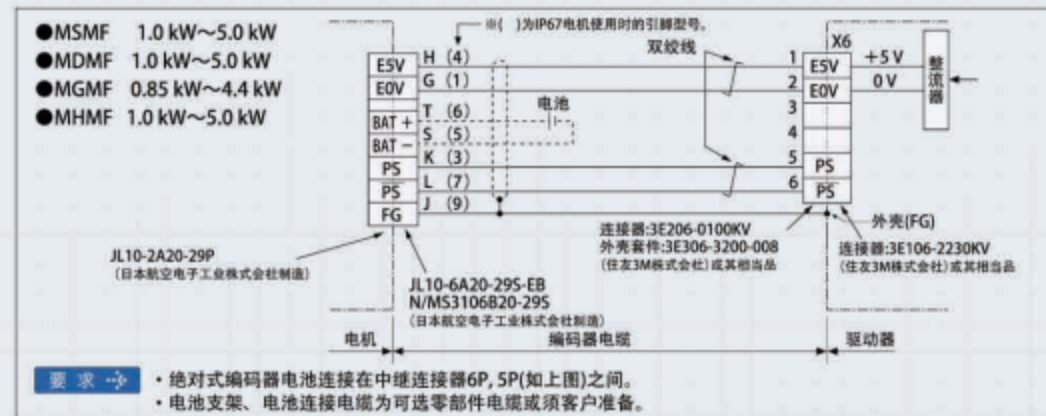 ●MSMF 1.0 kW～5.0 kW
●MDMF 1.0 kW～5.0 kW
●MGMF 0.85 kW～4.4 kW
●MHMF 1.0 kW～5.0 kW
※( )为IP67电机使用时的引脚型号。
双绞线
X6
E5V H (4) 1 E5V +5 V
E0V G (1) 2 E0V 0 V
整流器
T (6) 电池 3
BAT +
S (5) 4
BAT −
K (3) 5 PS
PS
L (7) 6 P̅S̅
P̅S̅
J (9)
FG
外壳(FG)
连接器:3E206-0100KV
外壳套件:3E306-3200-008
(住友3M株式会社)或其相当品
连接器:3E106-2230KV
(住友3M株式会社)或其相当品
JL10-2A20-29P
(日本航空电子工业株式会社制造)
JL10-6A20-29S-EB
N/MS3106B20-29S
(日本航空电子工业株式会社制造)
电机 编码器电缆 驱动器
要求 ・绝对式编码器电池连接在中继连接器6P, 5P(如上图)之间。
・电池支架、电池连接电缆为可选零部件电缆或须客户准备。